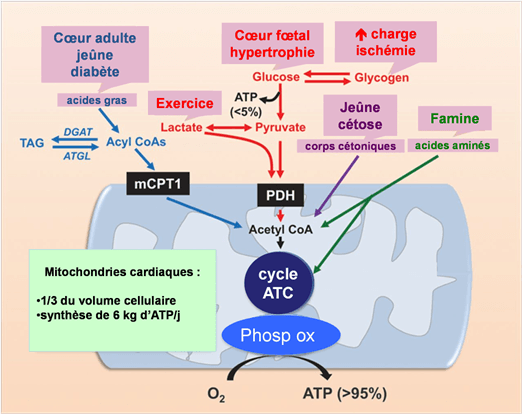 Cœur adulte
jeûne
diabète
acides gras
Cœur fœtal
hypertrophie
charge
ischémie
Glucose
Glycogen
ATP
(<5%)
Exercice
Lactate
Pyruvate
Jeûne
cétose
corps cétoniques
Famine
acides aminés
TAG
DGAT
ATGL
Acyl CoAs
mCPT1
PDH
Acetyl CoA
cycle
ATC
Phosp ox
O2
ATP (>95%)
Mitochondries cardiaques :
•1/3 du volume cellulaire
•synthèse de 6 kg d'ATP/j